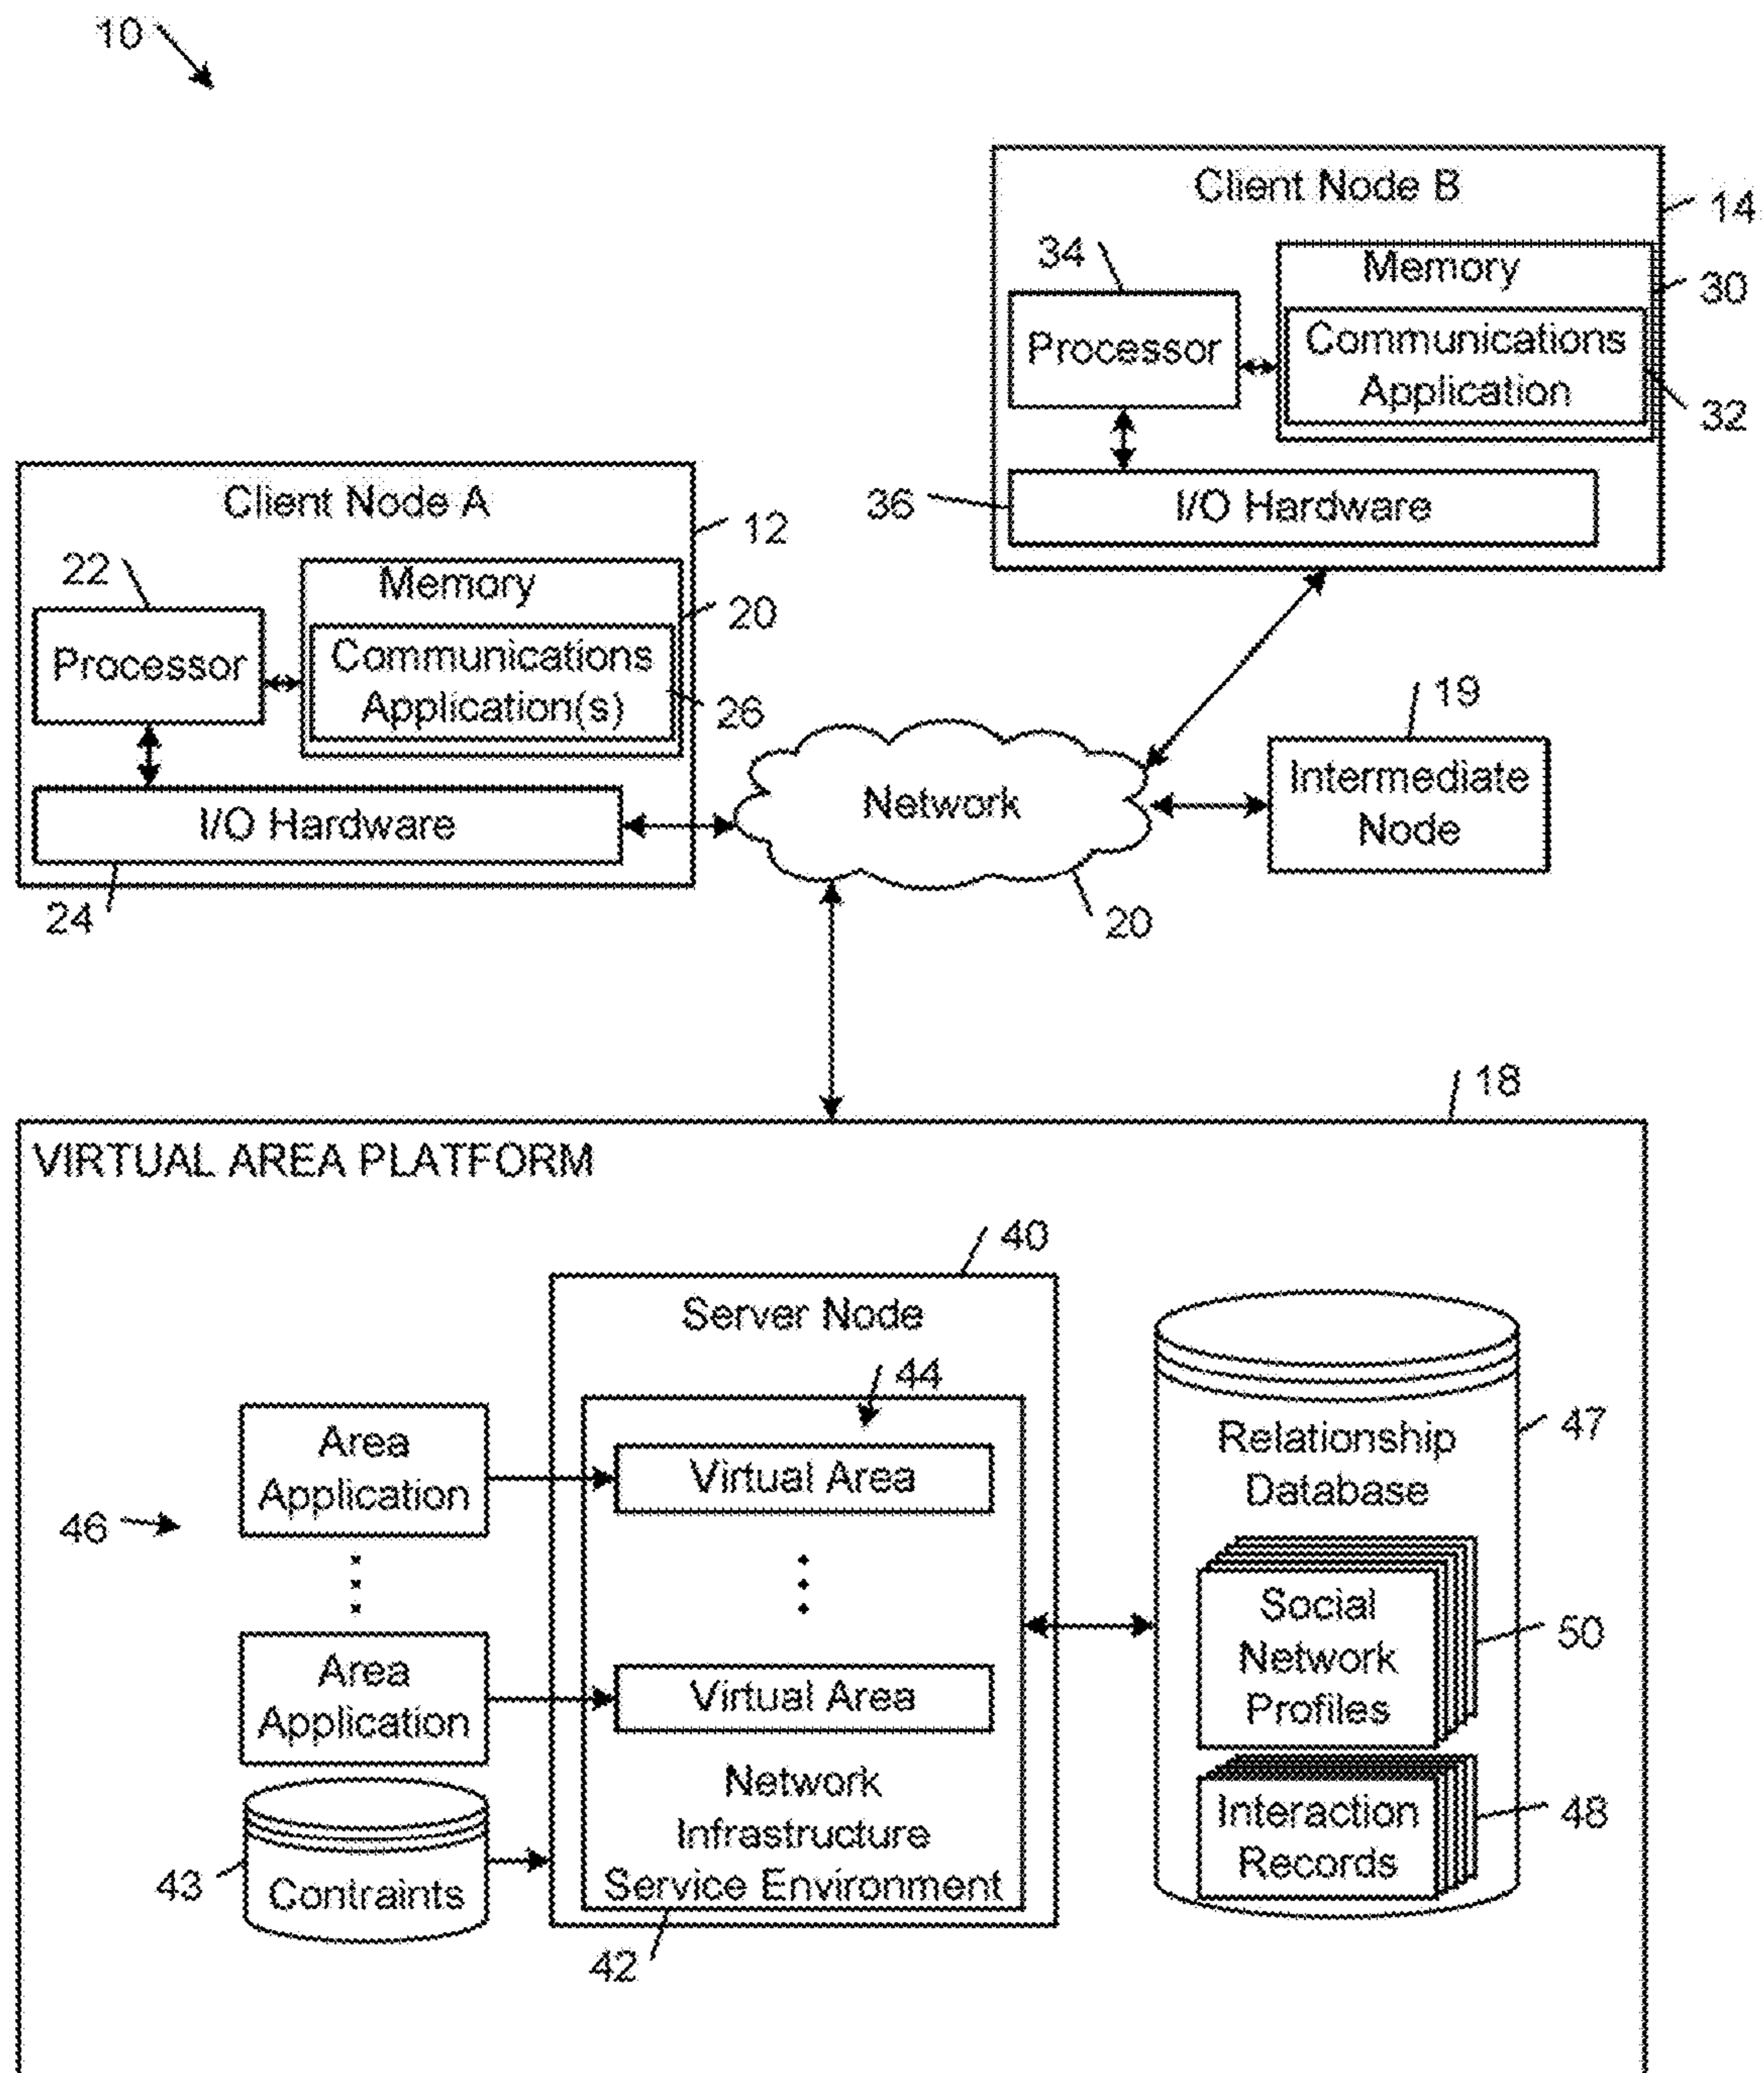 10
Client Node B
14
34
Memory
30
Processor
Communications
Application
32
36
I/O Hardware
Client Node A
12
22
Memory
20
Processor
Communications
Application(s)
26
I/O Hardware
24
Network
20
19
Intermediate
Node
18
VIRTUAL AREA PLATFORM
40
Server Node
44
Area
Application
Virtual Area
46
Area
Application
Virtual Area
Network
Infrastructure
Service Environment
42
43
Contraints
47
Relationship
Database
Social
Network
Profiles
50
Interaction
Records
48